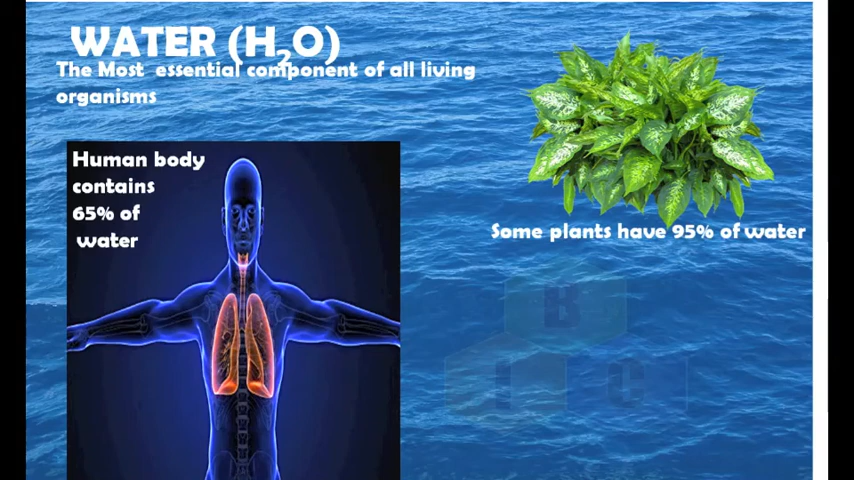 WATER (H₂O)
The Most essential component of all living
organisms
Human body
contains
65% of
water
Some plants have 95% of water
B
I C